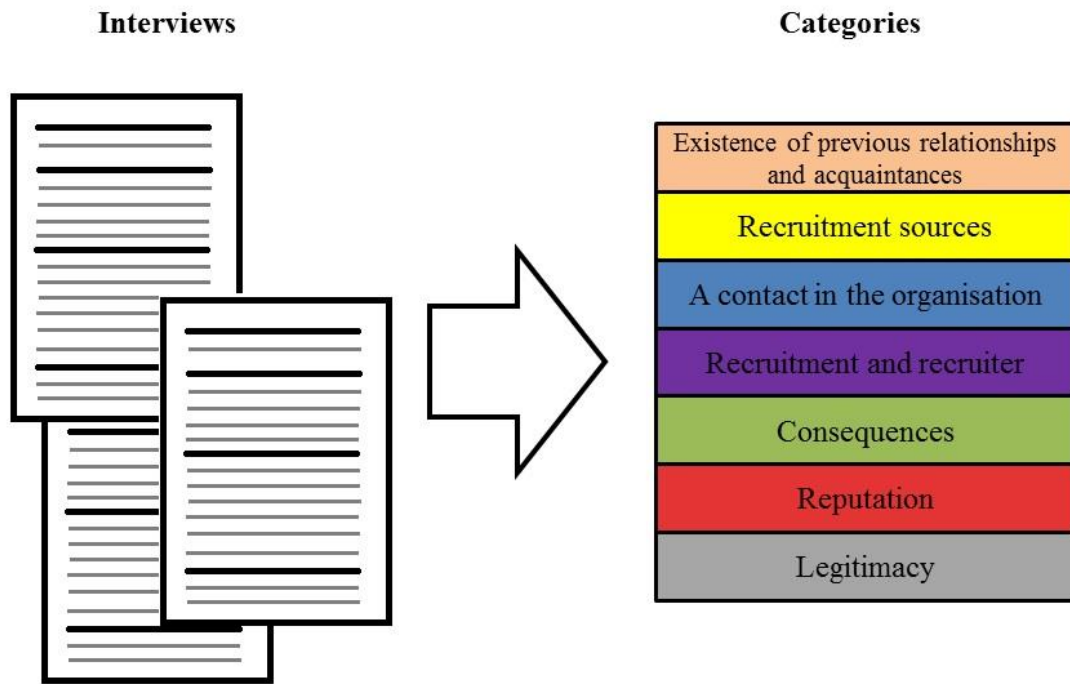 Interviews
Categories
Existence of previous relationships
and acquaintances
Recruitment sources
A contact in the organisation
Recruitment and recruiter
Consequences
Reputation
Legitimacy